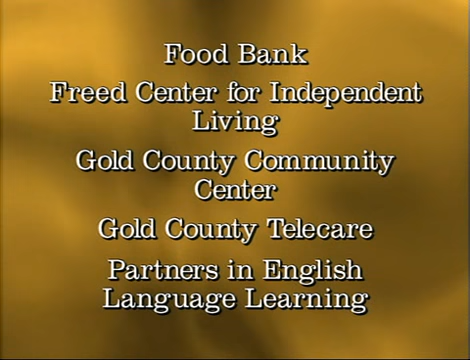 Food Bank
Freed Center for Independent
Living
Gold County Community
Center
Gold County Telecare
Partners in English
Language Learning